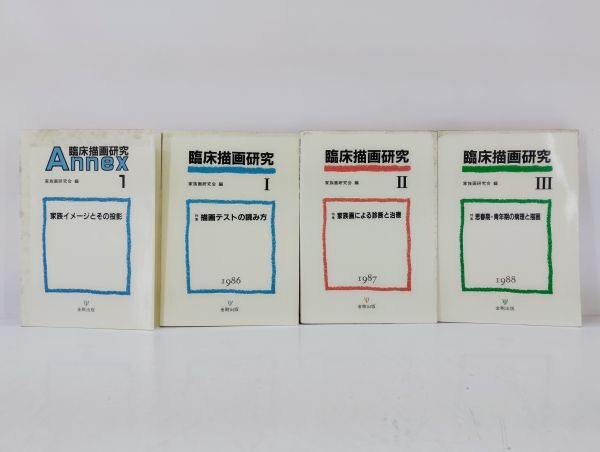 臨床描画研究
Annex
家族画研究会 編
1
家族イメージとその投影
金剛出版
臨床描画研究
家族画研究会 編
I
特集 描画テストの読み方
1986
金剛出版
臨床描画研究
家族画研究会 編
II
特集 家族画による診断と治療
1987
金剛出版
臨床描画研究
家族画研究会 編
III
特集 思春期・青年期の病理と描画
1988
金剛出版